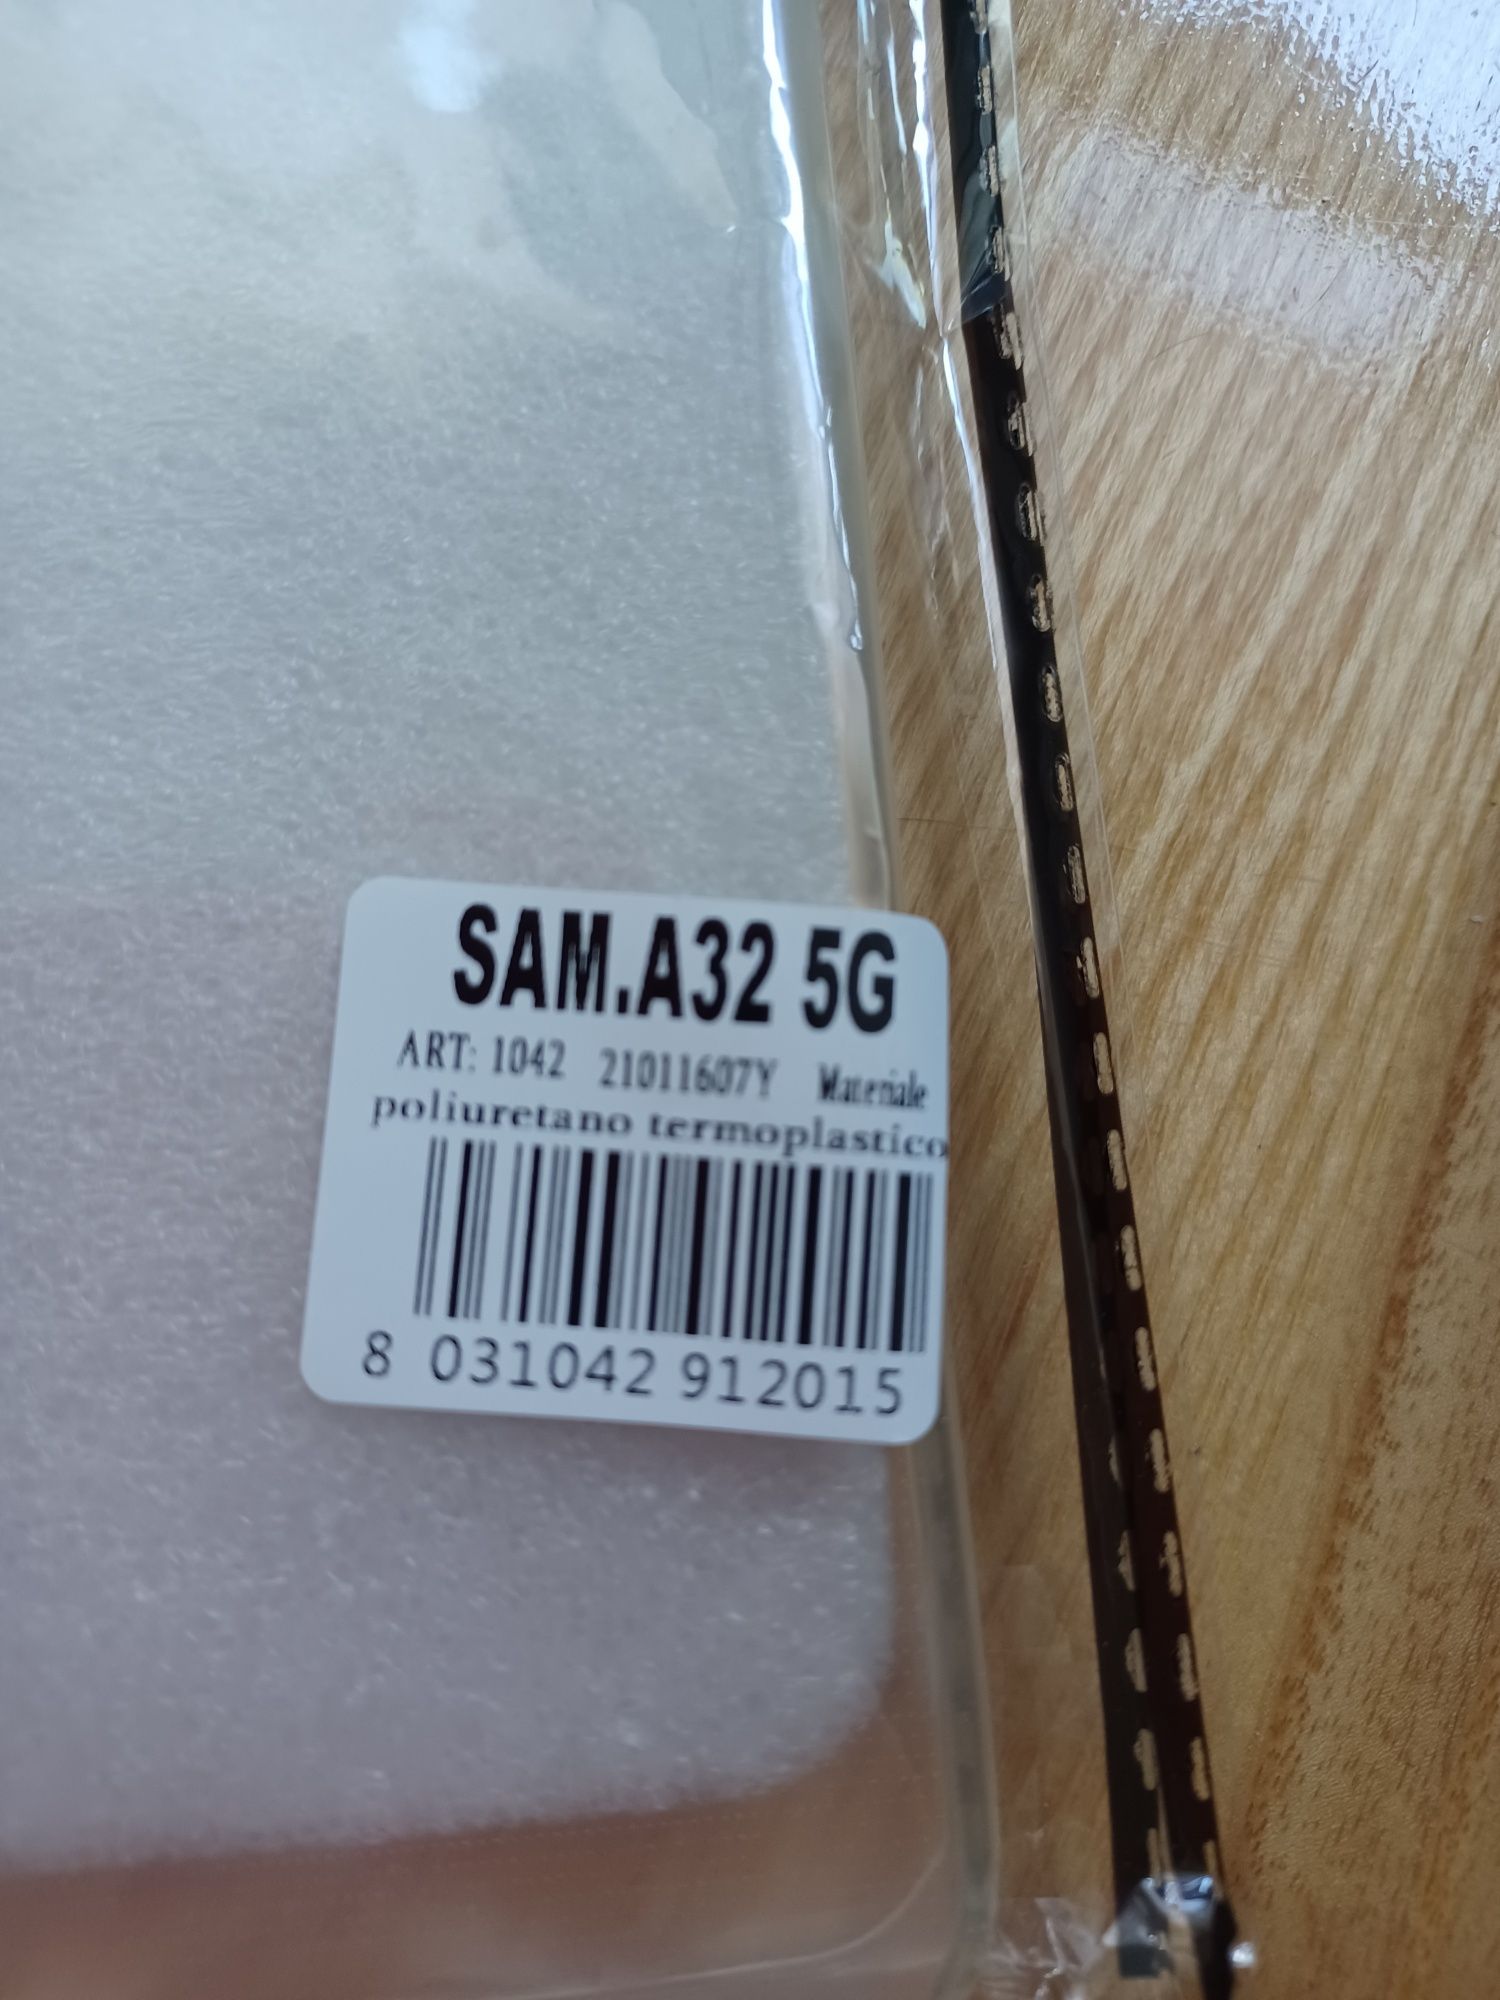 SAM.A32 5G
ART: 1042 21011607Y Materiale
poliuretano termoplastico
8 031042 912015